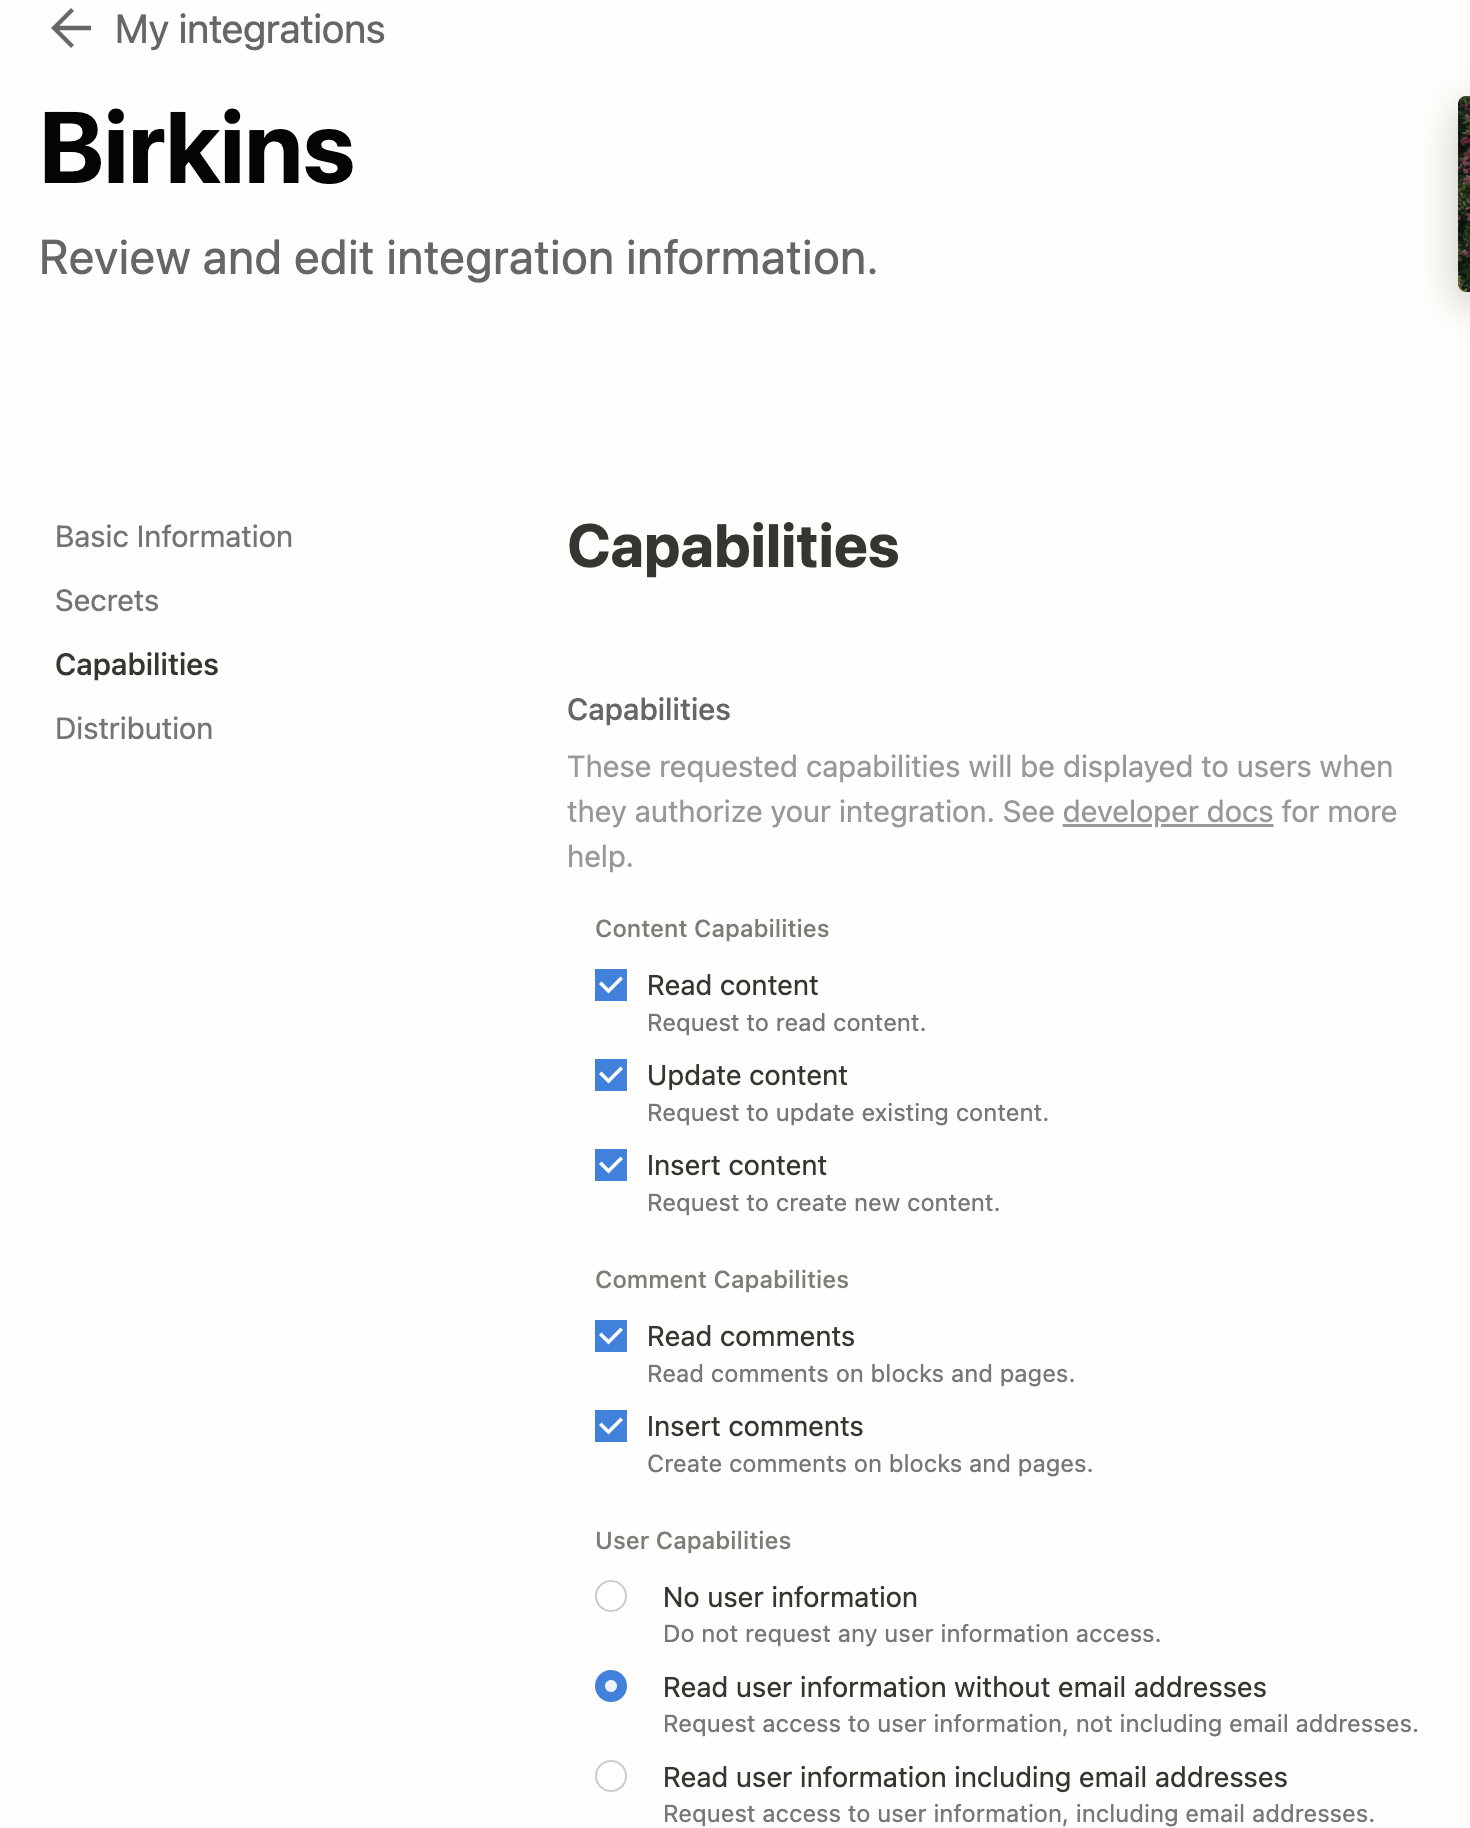 My integrations
Birkins
Review and edit integration information.
Basic Information
Secrets
Capabilities
Distribution
Capabilities
Capabilities
These requested capabilities will be displayed to users when
they authorize your integration. See developer docs for more
help.
Content Capabilities
Read content
Request to read content.
Update content
Request to update existing content.
Insert content
Request to create new content.
Comment Capabilities
Read comments
Read comments on blocks and pages.
Insert comments
Create comments on blocks and pages.
User Capabilities
No user information
Do not request any user information access.
Read user information without email addresses
Request access to user information, not including email addresses.
Read user information including email addresses
Request access to user information, including email addresses.